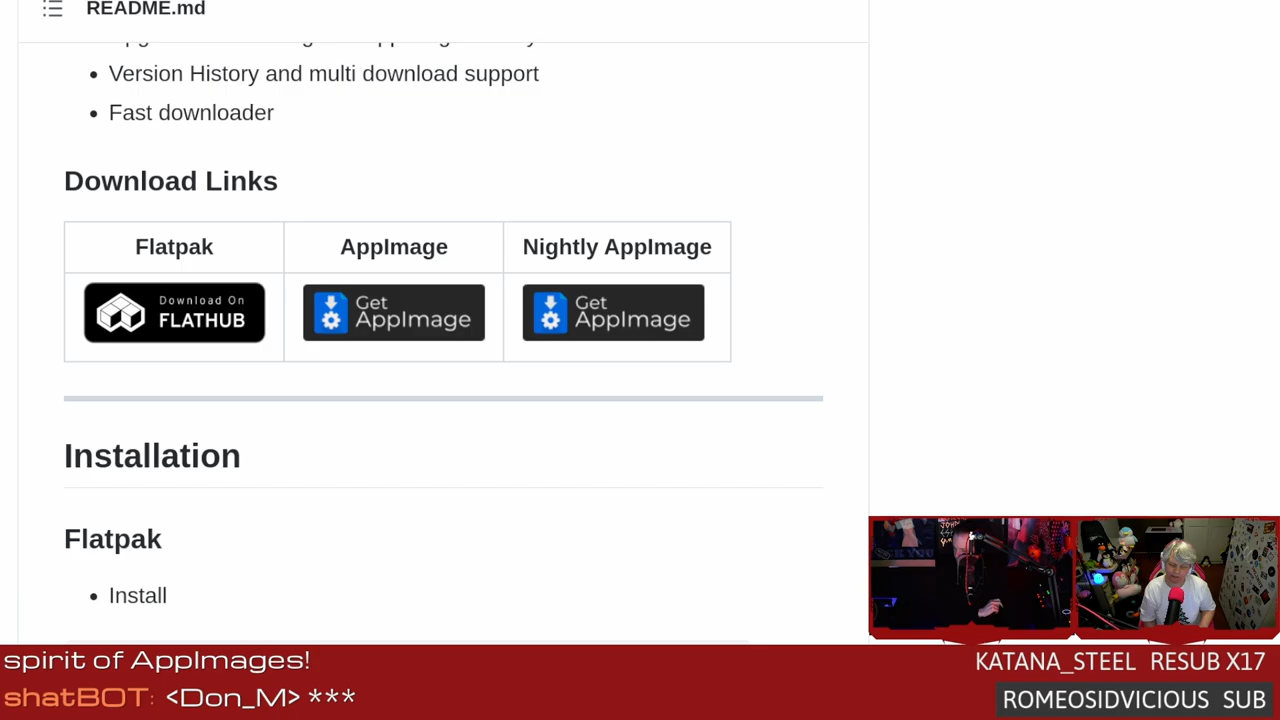 README.md
Version History and multi download support
Fast downloader
Download Links
Flatpak AppImage Nightly AppImage
Download On
FLATHUB
Get
AppImage
Get
AppImage
Installation
Flatpak
Install
spirit of AppImages!
shatBOT: <Don_M> ***
KATANA_STEEL RESUB X17
ROMEOSIDVICIOUS SUB